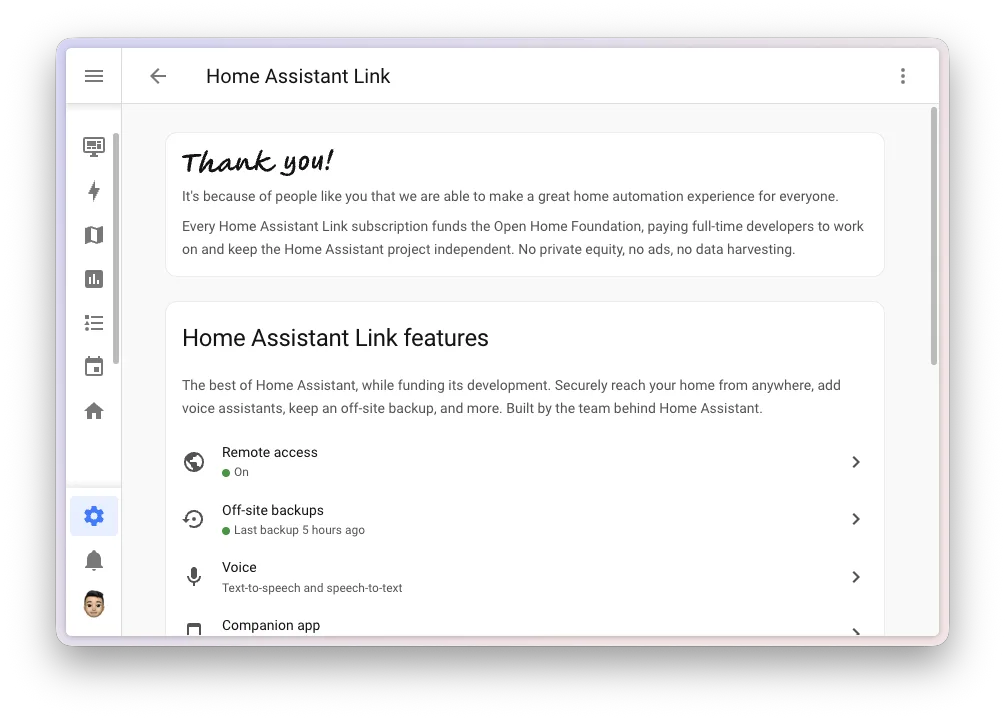 Home Assistant Link
Thank you!
It's because of people like you that we are able to make a great home automation experience for everyone.
Every Home Assistant Link subscription funds the Open Home Foundation, paying full-time developers to work
on and keep the Home Assistant project independent. No private equity, no ads, no data harvesting.
Home Assistant Link features
The best of Home Assistant, while funding its development. Securely reach your home from anywhere, add
voice assistants, keep an off-site backup, and more. Built by the team behind Home Assistant.
Remote access
On
Off-site backups
Last backup 5 hours ago
Voice
Text-to-speech and speech-to-text
Companion app